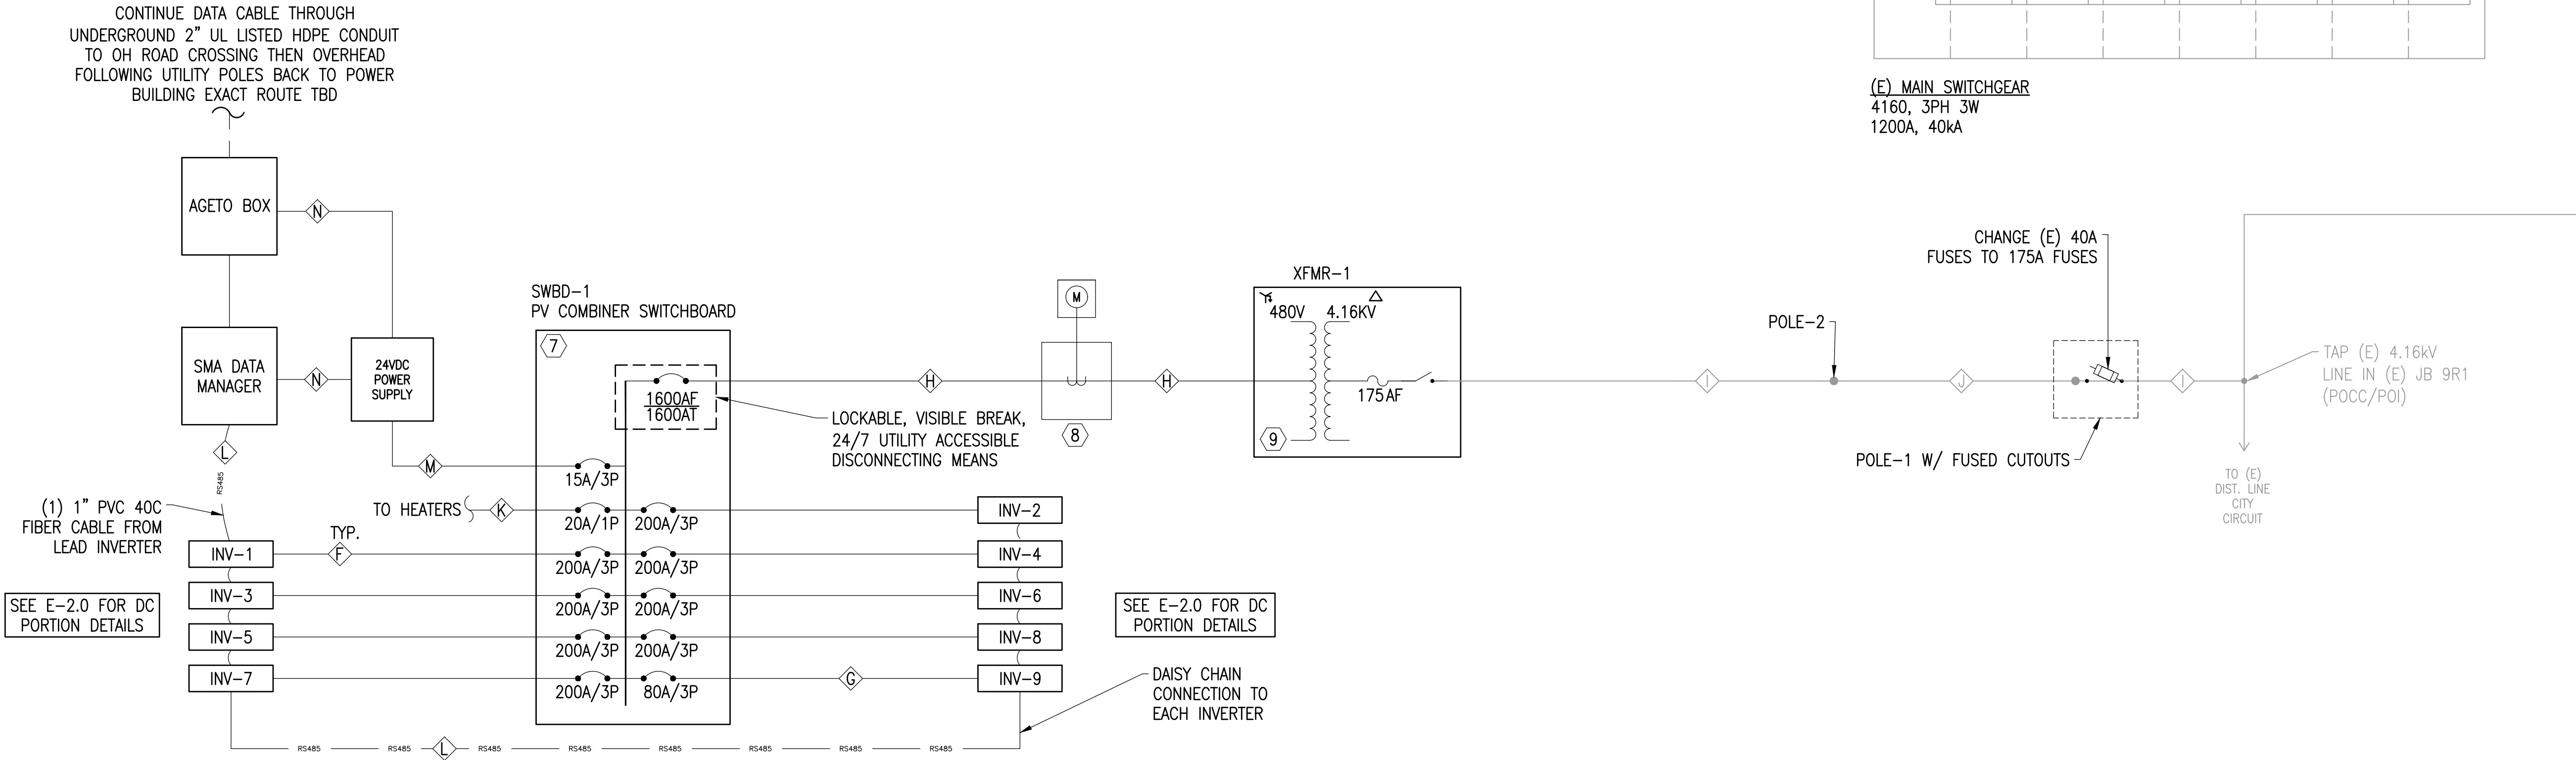 CONTINUE DATA CABLE THROUGH
UNDERGROUND 2" UL LISTED HDPE CONDUIT
TO OH ROAD CROSSING THEN OVERHEAD
FOLLOWING UTILITY POLES BACK TO POWER
BUILDING EXACT ROUTE TBD
(E) MAIN SWITCHGEAR
4160, 3PH 3W
1200A, 40kA
AGETO BOX
N
SMA DATA
MANAGER
N
24VDC
POWER
SUPPLY
L
RS485
M
(1) 1" PVC 40C
FIBER CABLE FROM
LEAD INVERTER
SWBD-1
PV COMBINER SWITCHBOARD
7
1600AF
1600AT
LOCKABLE, VISIBLE BREAK,
24/7 UTILITY ACCESSIBLE
DISCONNECTING MEANS
15A/3P
TO HEATERS
K
20A/1P
200A/3P
INV-2
TYP.
INV-1
F
200A/3P
200A/3P
INV-4
INV-3
200A/3P
200A/3P
INV-6
INV-5
200A/3P
200A/3P
INV-8
INV-7
200A/3P
80A/3P
G
INV-9
SEE E-2.0 FOR DC
PORTION DETAILS
SEE E-2.0 FOR DC
PORTION DETAILS
DAISY CHAIN
CONNECTION TO
EACH INVERTER
RS485
RS485
L
RS485
RS485
RS485
RS485
RS485
RS485
H
M
8
H
XFMR-1
480V
4.16KV
175AF
9
I
POLE-2
J
CHANGE (E) 40A
FUSES TO 175A FUSES
POLE-1 W/ FUSED CUTOUTS
I
TAP (E) 4.16kV
LINE IN (E) JB 9R1
(POCC/POI)
TO (E)
DIST. LINE
CITY
CIRCUIT